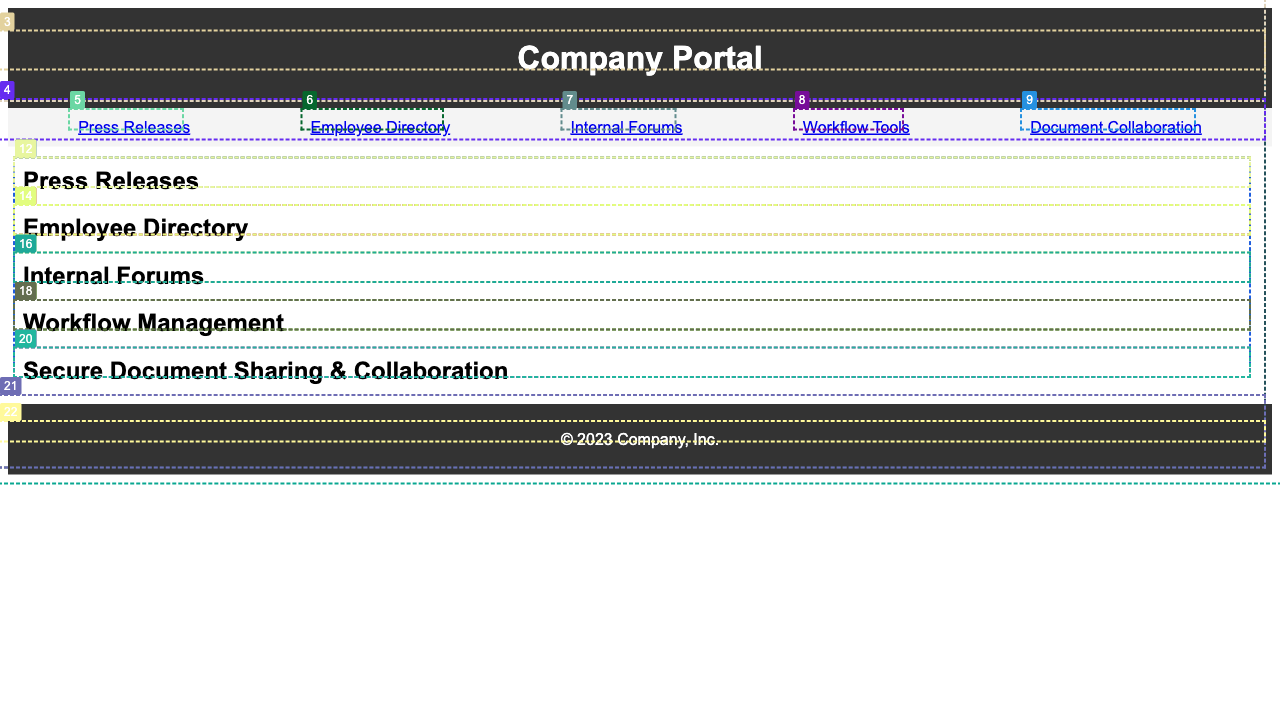 3
Company Portal
4
5 6 7 8 9
Press Releases Employee Directory Internal Forums Workflow Tools Document Collaboration
12
Press Releases
14
Employee Directory
16
Internal Forums
18
Workflow Management
20
Secure Document Sharing & Collaboration
21
22
© 2023 Company, Inc.